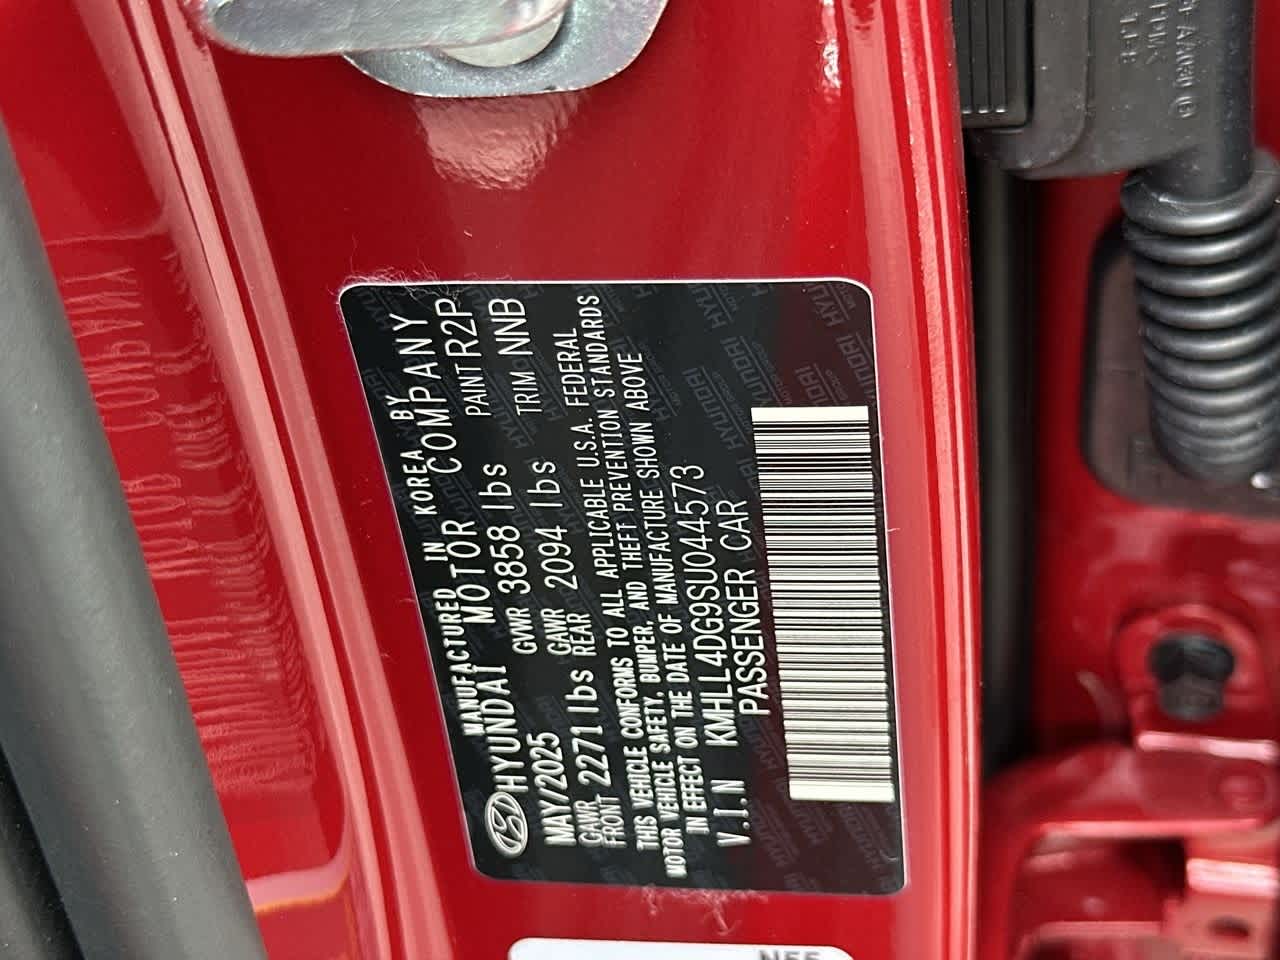 MANUFACTURED IN KOREA BY
HYUNDAI MOTOR COMPANY
MAY/2025 GVWR 3858 lbs PAINT R2P
GAWR FRONT 2271 lbs GAWR REAR 2094 lbs TRIM NNB
THIS VEHICLE CONFORMS TO ALL APPLICABLE U.S.A. FEDERAL
MOTOR VEHICLE SAFETY, BUMPER, AND THEFT PREVENTION STANDARDS
IN EFFECT ON THE DATE OF MANUFACTURE SHOWN ABOVE
V.I.N KMHLL4DG9SU044573
PASSENGER CAR